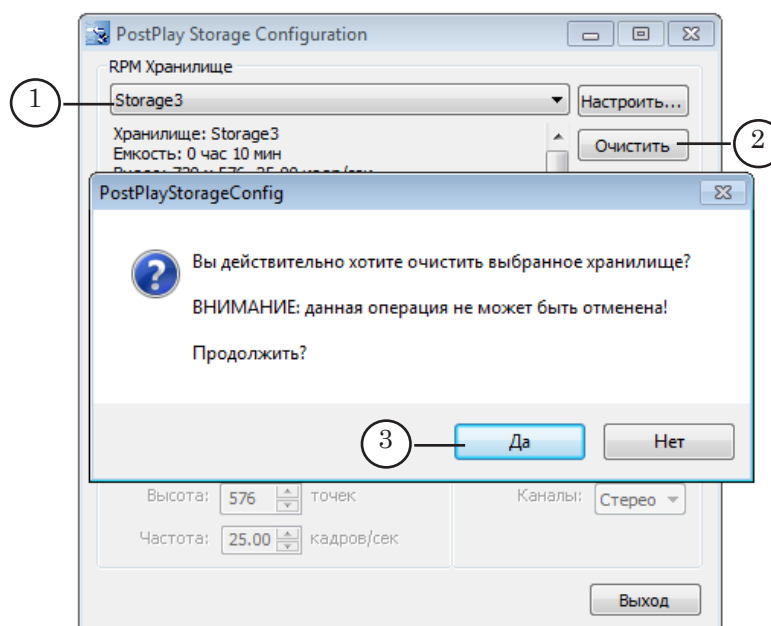 PostPlay Storage Configuration
RPM Хранилище
1
Storage3
Настроить...
Хранилище: Storage3
Емкость: 0 час 10 мин
Очистить
2
PostPlayStorageConfig
Вы действительно хотите очистить выбранное хранилище?
ВНИМАНИЕ: данная операция не может быть отменена!
Продолжить?
3
Да
Нет
Высота: 576 точек
Каналы: Стерео
Частота: 25.00 кадров/сек
Выход